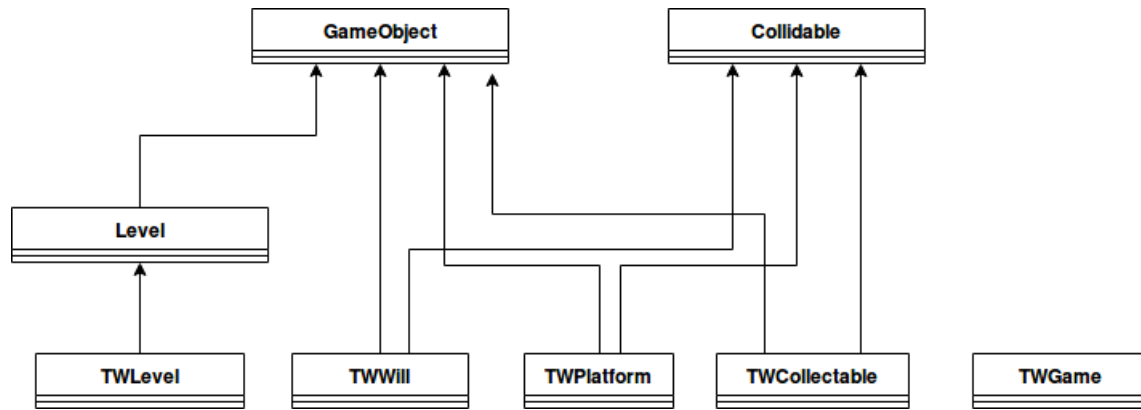 GameObject
Collidable
Level
TWLevel
TWWill
TWPlatform
TWCollectable
TWGame